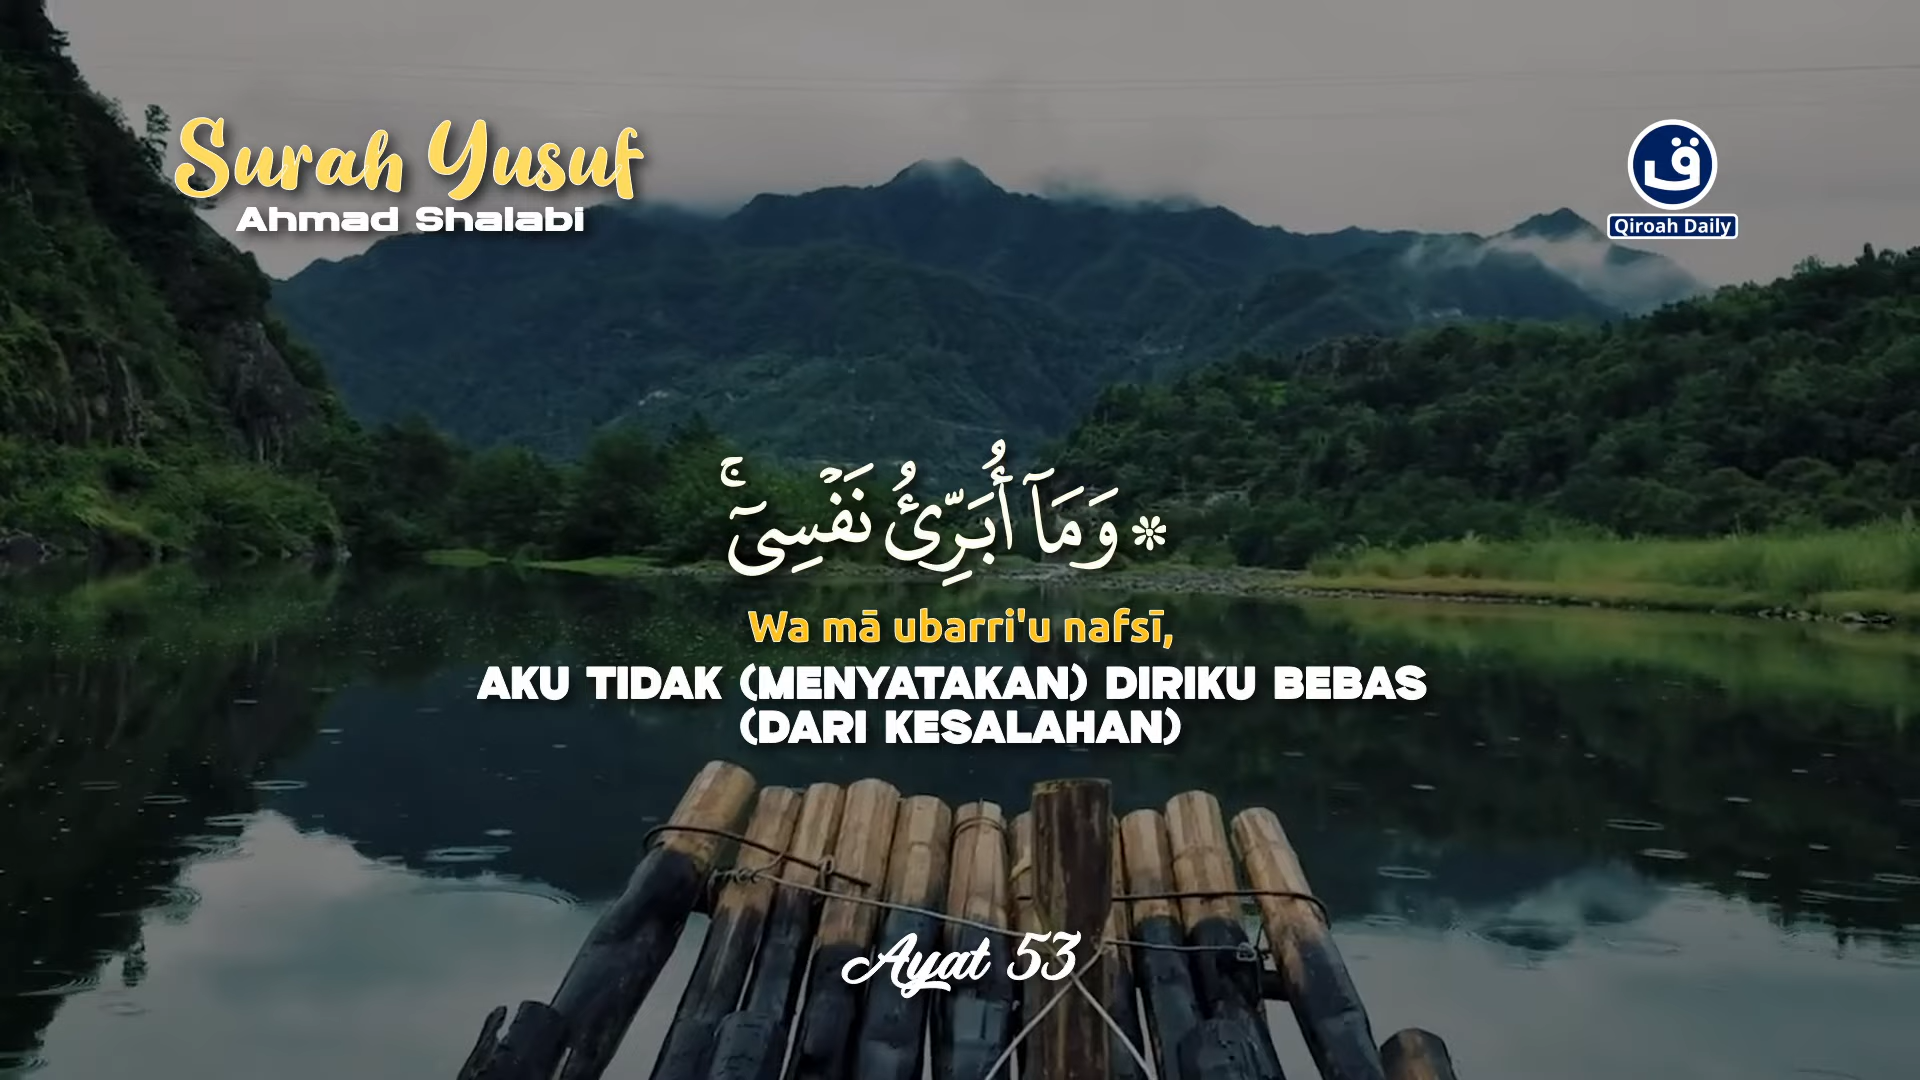 Surah Yusuf
Ahmad Shalabi
ق
Qiroah Daily
۞ وَمَآ أُبَرِّئُ نَفْسِىٓ ۚ
Wa mā ubarri'u nafsī,
AKU TIDAK (MENYATAKAN) DIRIKU BEBAS
(DARI KESALAHAN)
Ayat 53